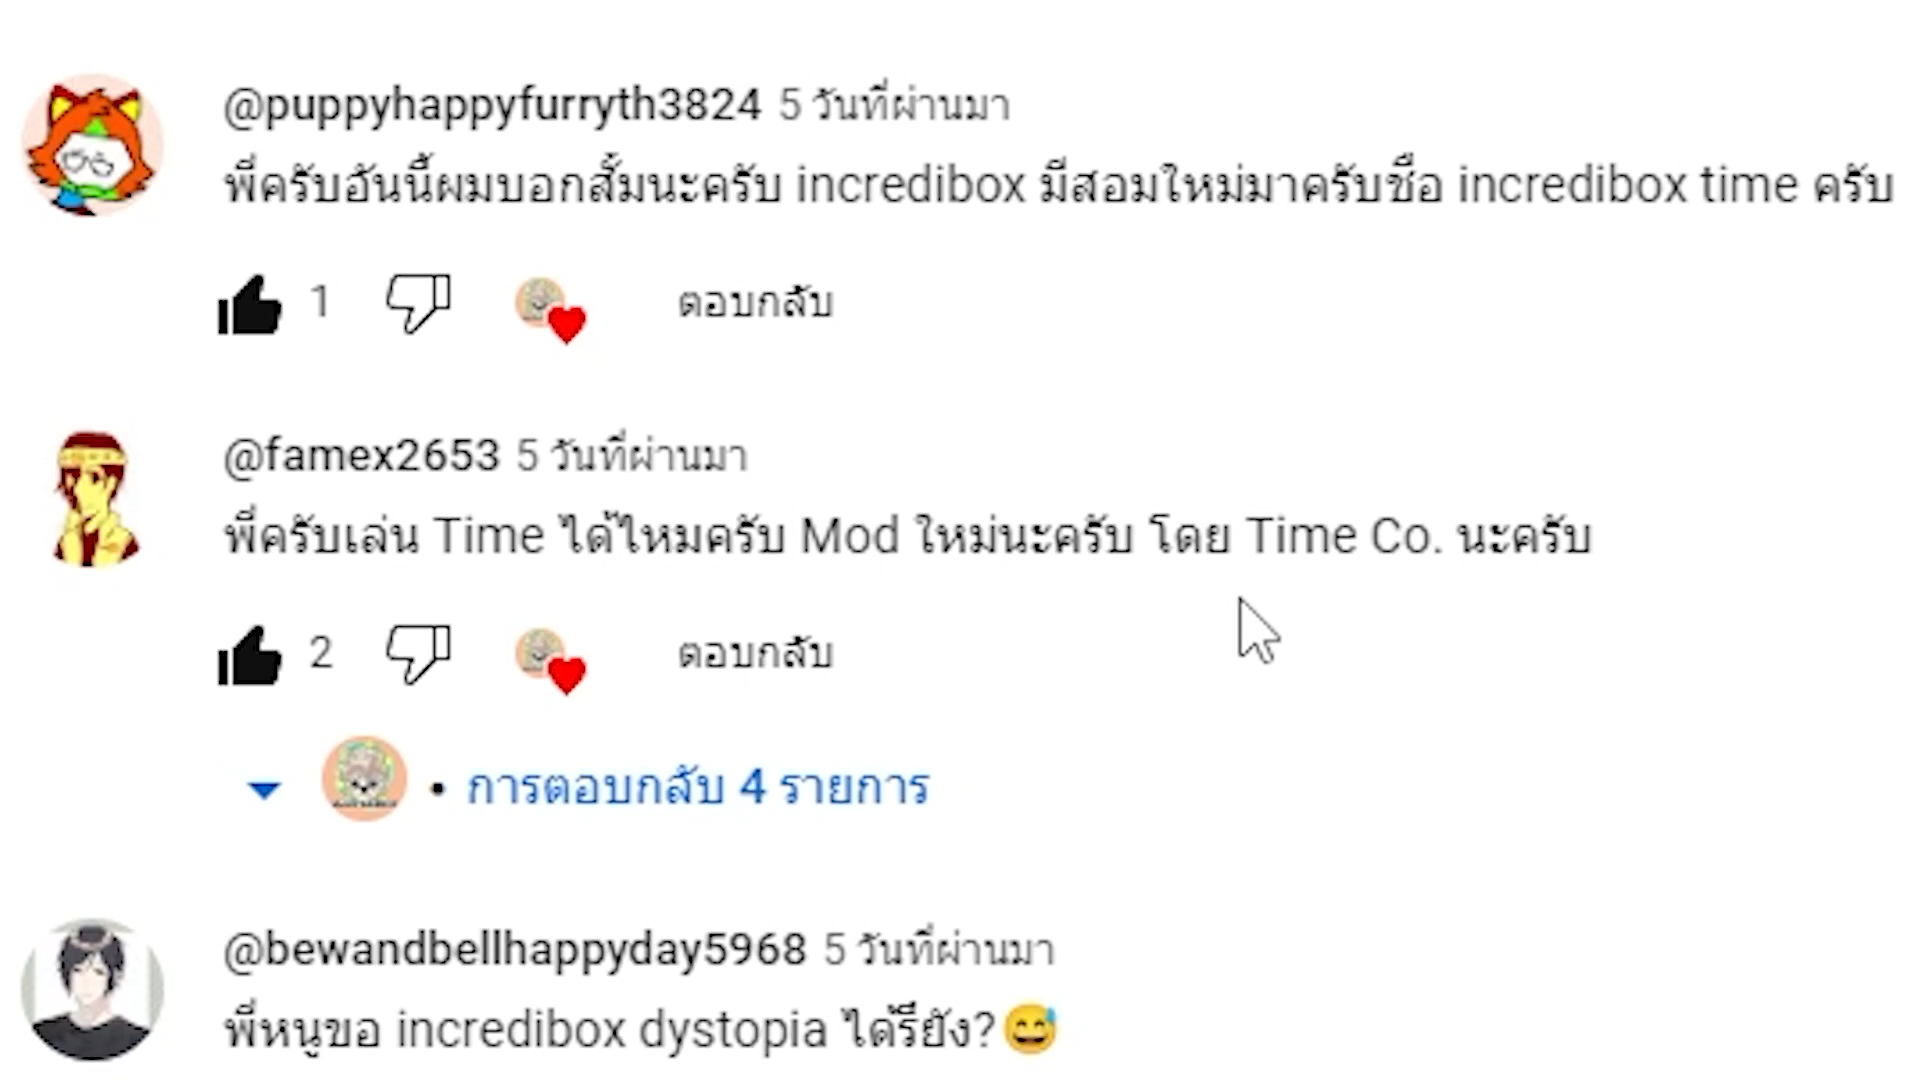 @puppyhappyfurryth3824 5 วันที่ผ่านมา
พี่ครับอันนี้ผมบอกสั้มนะครับ incredibox มีสอมใหม่มาครับชือ incredibox time ครับ
1 ตอบกลับ
@famex2653 5 วันที่ผ่านมา
พี่ครับเล่น Time ได้ไหมครับ Mod ใหม่นะครับ โดย Time Co. นะครับ
2 ตอบกลับ
• การตอบกลับ 4 รายการ
@bewandbellhappyday5968 5 วันที่ผ่านมา
พี่หนูขอ incredibox dystopia ได้รึยัง?😅